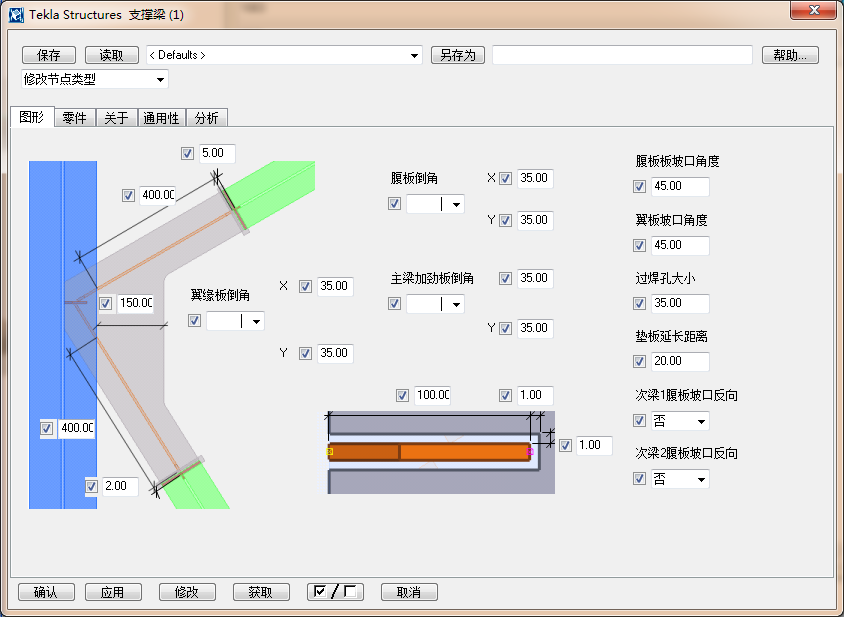 Tekla Structures 支撑梁 (1)
保存 读取 < Defaults > 另存为 帮助...
修改节点类型
图形 零件 关于 通用性 分析
5.00
400.00
150.00
400.00
2.00
翼缘板倒角
X 35.00
Y 35.00
腹板倒角
X 35.00
Y 35.00
主梁加劲板倒角
35.00
Y 35.00
100.00 1.00
1.00
腹板板坡口角度
45.00
翼板坡口角度
45.00
过焊孔大小
35.00
垫板延长距离
20.00
次梁1腹板坡口反向
否
次梁2腹板坡口反向
否
确认 应用 修改 获取 / 取消